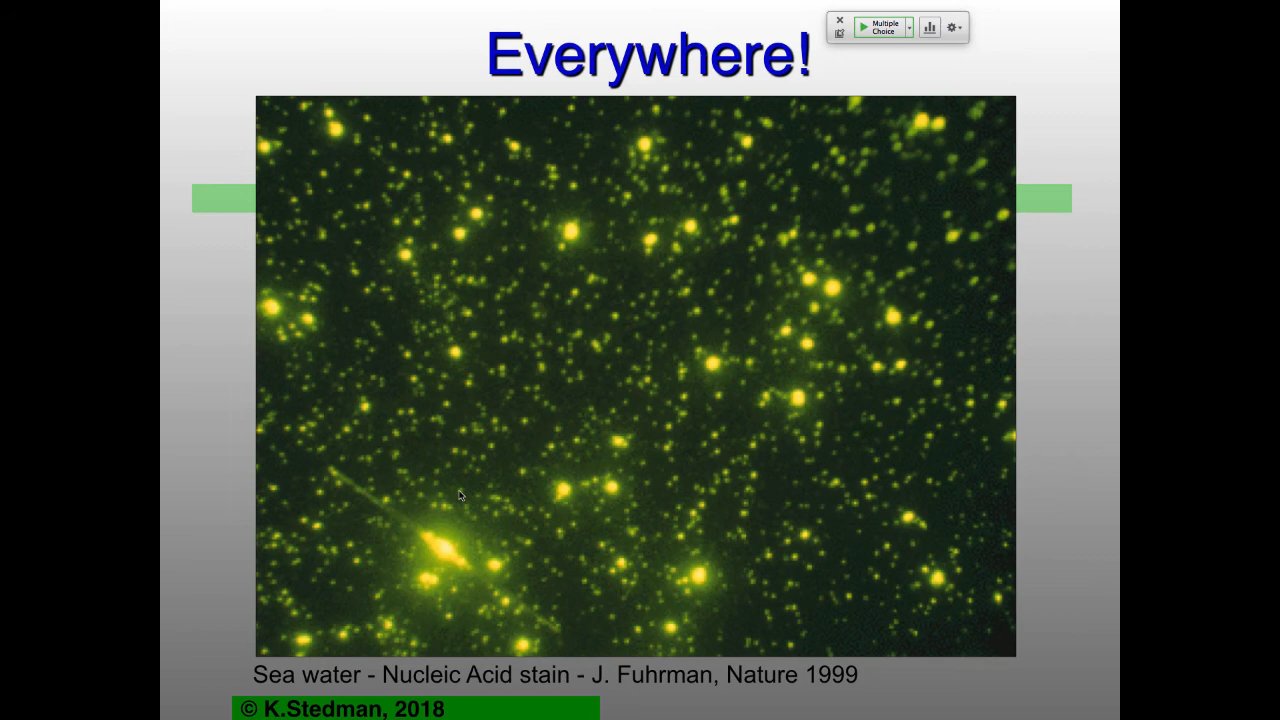 Everywhere!
Multiple
Choice
Sea water - Nucleic Acid stain - J. Fuhrman, Nature 1999
© K.Stedman, 2018